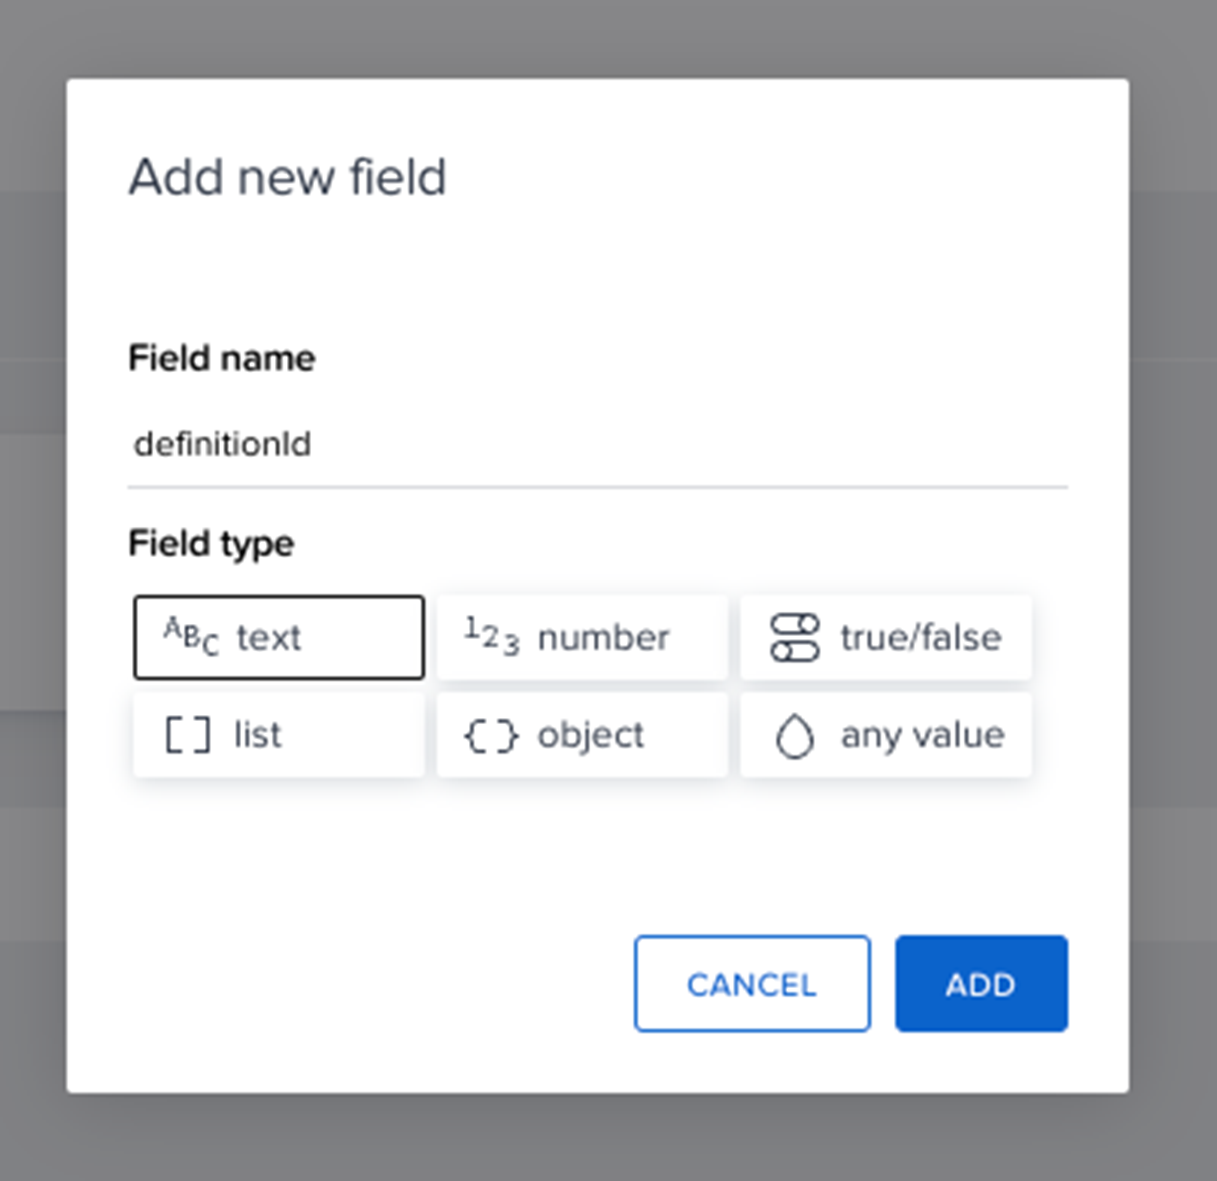 Add new field
Field name
definitionId
Field type
ABC text
123 number
true/false
[] list
{} object
any value
CANCEL
ADD